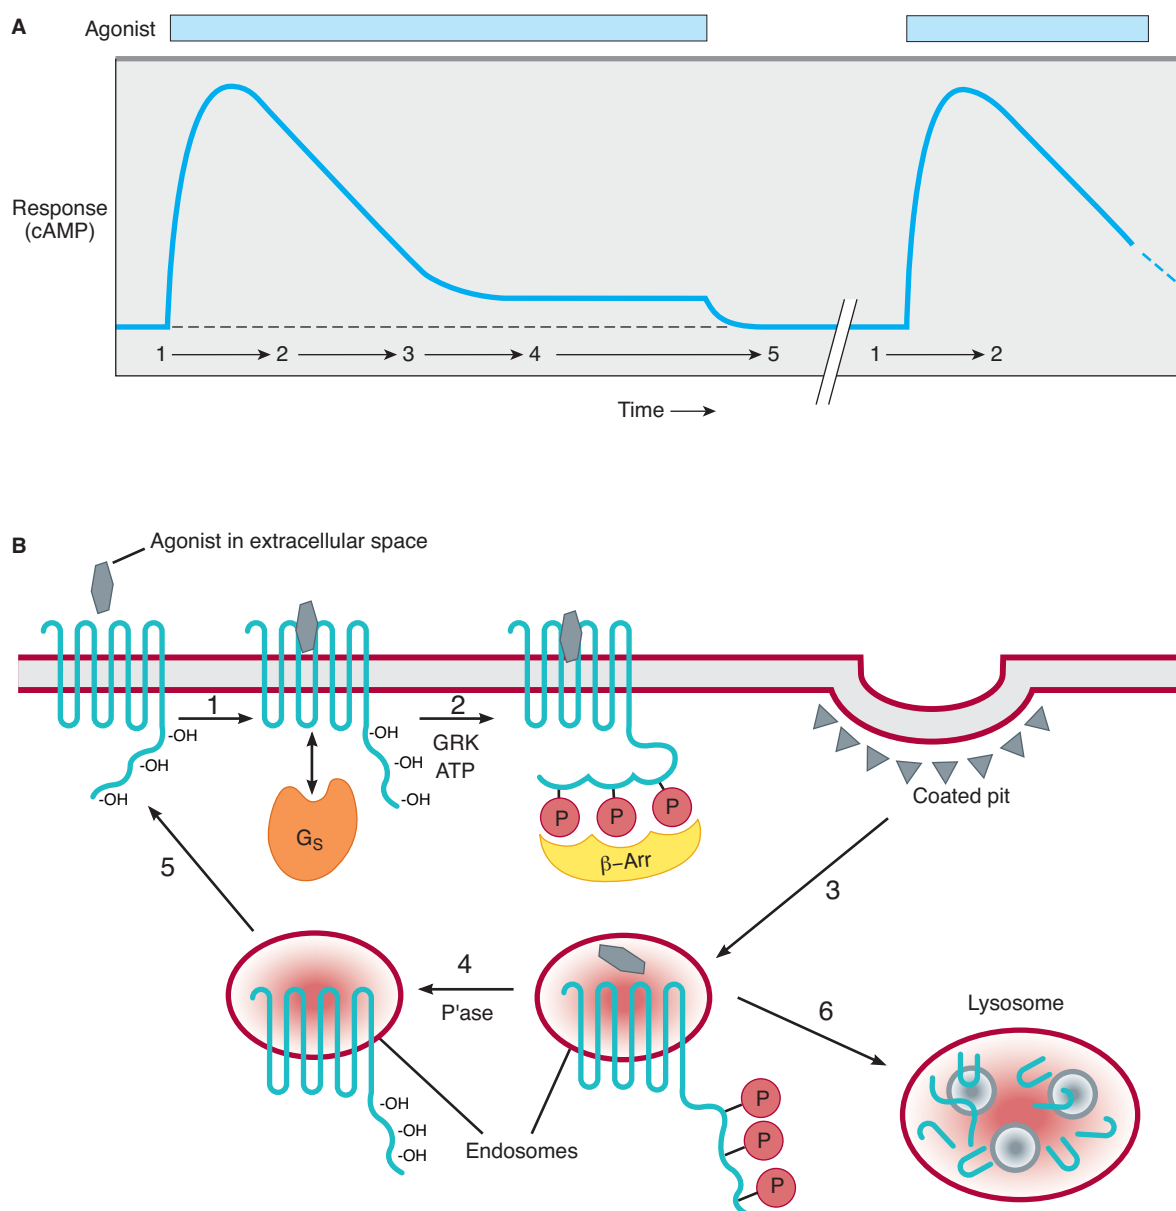 A
Agonist
Response
(cAMP)
1 2 3 4 5 1 2
Time
B
Agonist in extracellular space
1
2
-OH
-OH
-OH
-OH
-OH
-OH
GRK
ATP
GS
P P P
β–Arr
Coated pit
5
3
4
P'ase
6
Lysosome
-OH
-OH
-OH
Endosomes
P
P
P